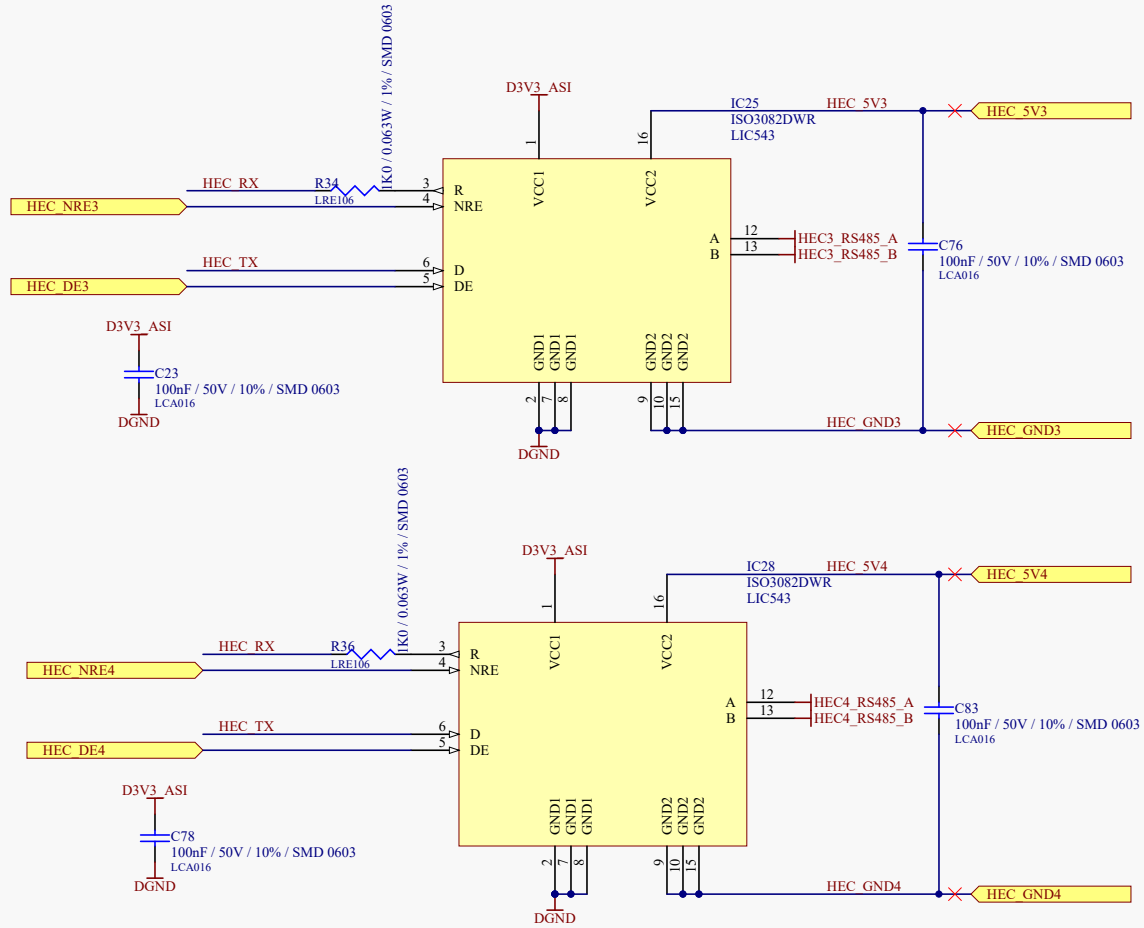 1K0 / 0.063W / 1% / SMD 0603
D3V3_ASI
IC25
HEC_5V3
HEC_5V3
ISO3082DWR
LIC543
1
16
HEC_RX
R34
3
R
VCC1
VCC2
LRE106
HEC_NRE3
4
NRE
A
12
HEC3_RS485_A
B
13
HEC3_RS485_B
C76
100nF / 50V / 10% / SMD 0603
LCA016
HEC_TX
6
D
HEC_DE3
5
DE
D3V3_ASI
GND1
GND1
GND1
GND2
GND2
GND2
C23
100nF / 50V / 10% / SMD 0603
LCA016
DGND
2
7
8
9
10
15
HEC_GND3
HEC_GND3
DGND
1K0 / 0.063W / 1% / SMD 0603
D3V3_ASI
IC28
HEC_5V4
HEC_5V4
ISO3082DWR
LIC543
1
16
HEC_RX
R36
3
R
VCC1
VCC2
LRE106
HEC_NRE4
4
NRE
A
12
HEC4_RS485_A
B
13
HEC4_RS485_B
C83
100nF / 50V / 10% / SMD 0603
LCA016
HEC_TX
6
D
HEC_DE4
5
DE
D3V3_ASI
GND1
GND1
GND1
GND2
GND2
GND2
C78
100nF / 50V / 10% / SMD 0603
LCA016
DGND
2
7
8
9
10
15
HEC_GND4
HEC_GND4
DGND